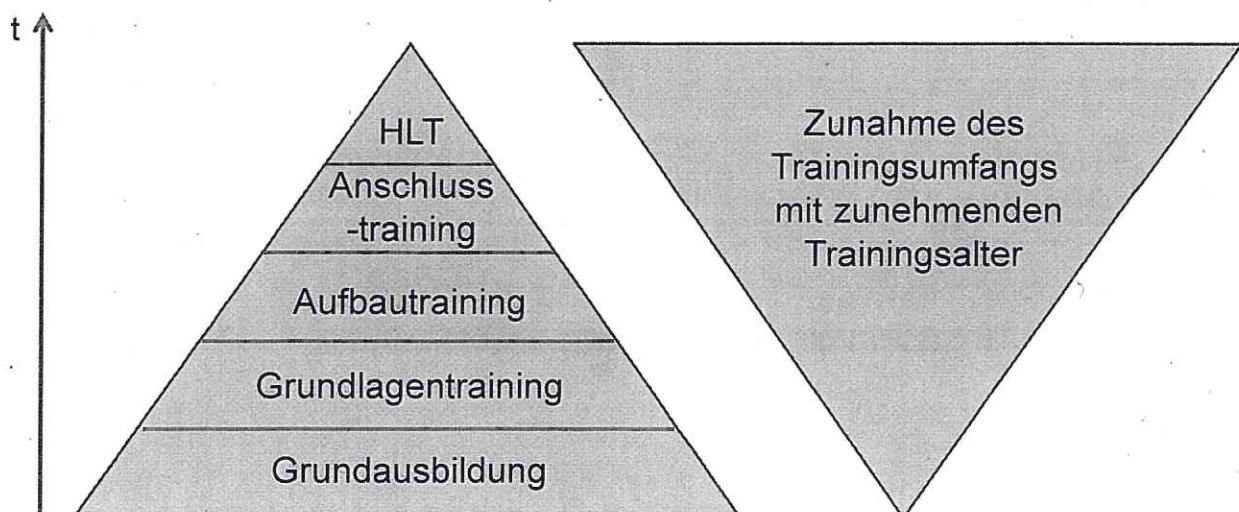 t
HLT
Anschluss
-training
Aufbautraining
Grundlagentraining
Grundausbildung
Zunahme des
Trainingsumfangs
mit zunehmenden
Trainingsalter